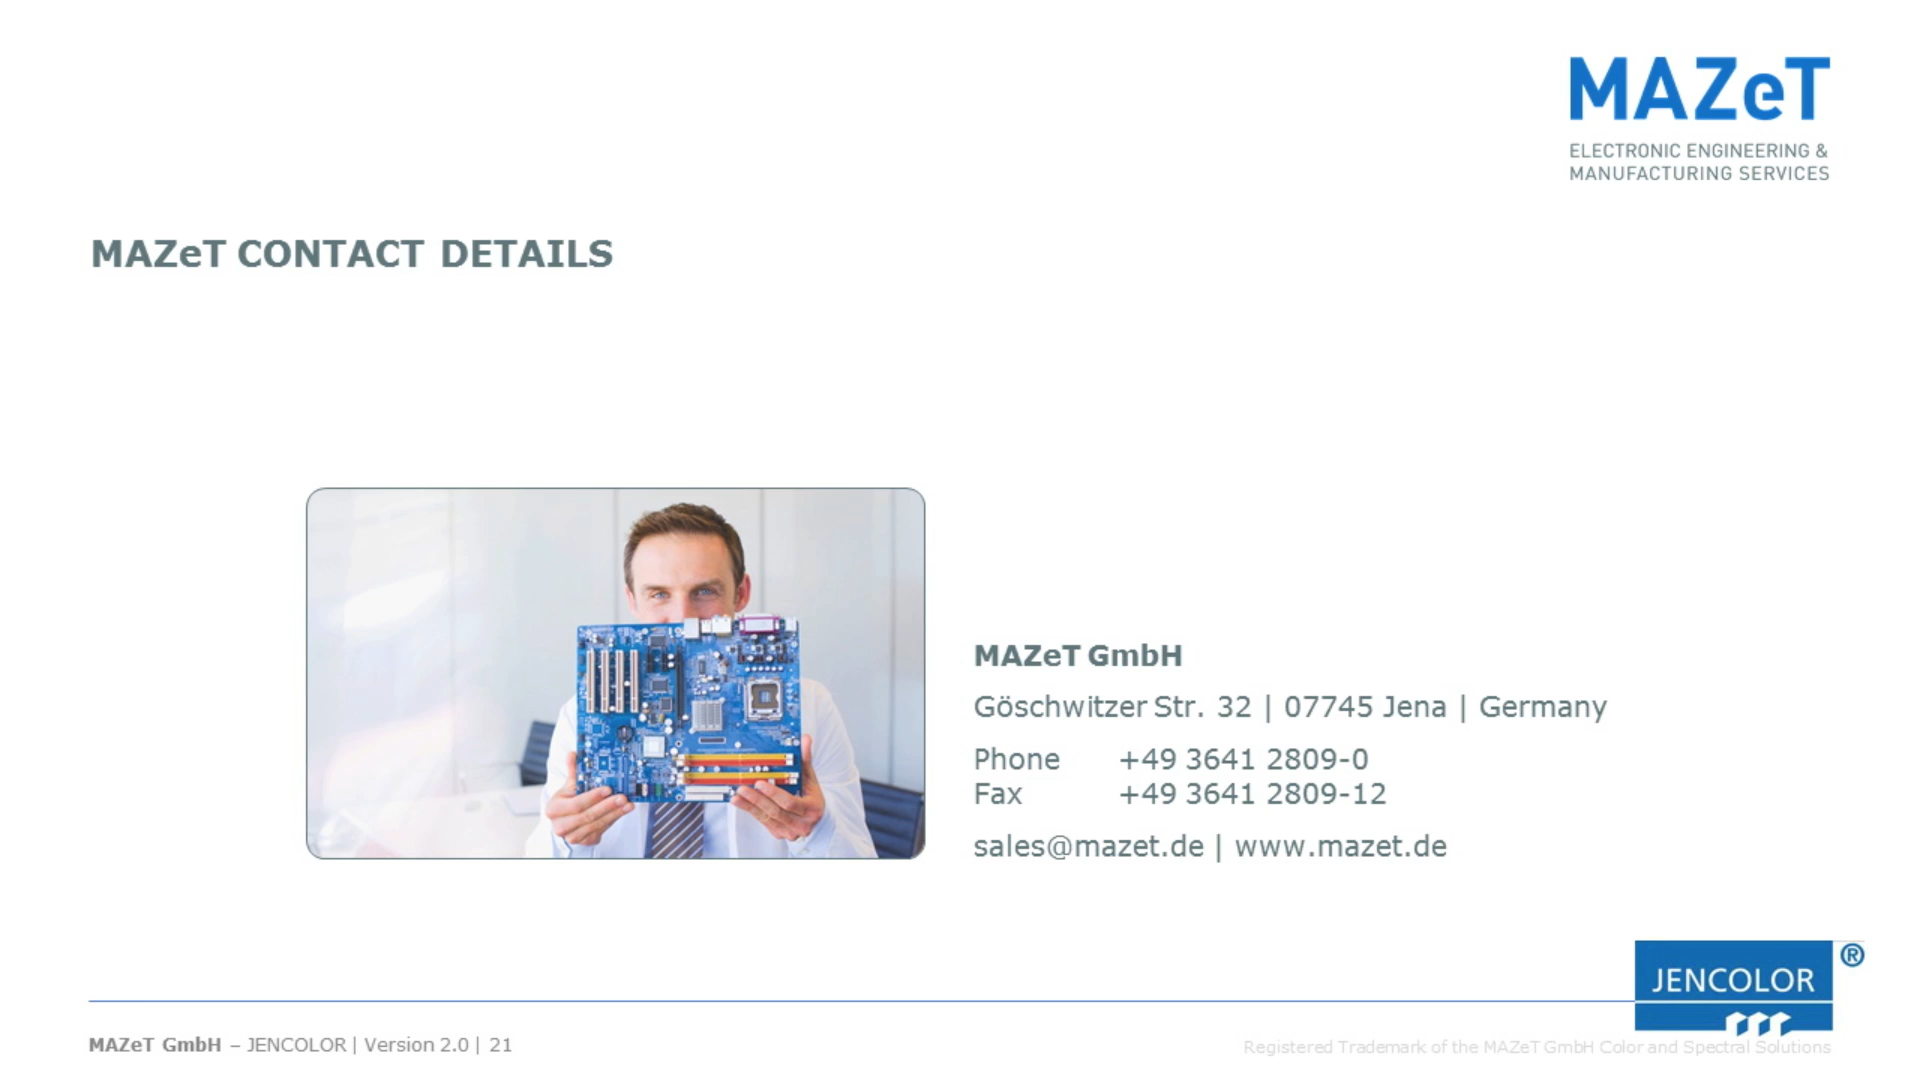 MAZeT
ELECTRONIC ENGINEERING &
MANUFACTURING SERVICES
MAZeT CONTACT DETAILS
MAZeT GmbH
Göschwitzer Str. 32 | 07745 Jena | Germany
Phone +49 3641 2809-0
Fax +49 3641 2809-12
sales@mazet.de | www.mazet.de
JENCOLOR ®
MAZeT GmbH – JENCOLOR | Version 2.0 | 21
Registered Trademark of the MAZeT GmbH Color and Spectral Solutions